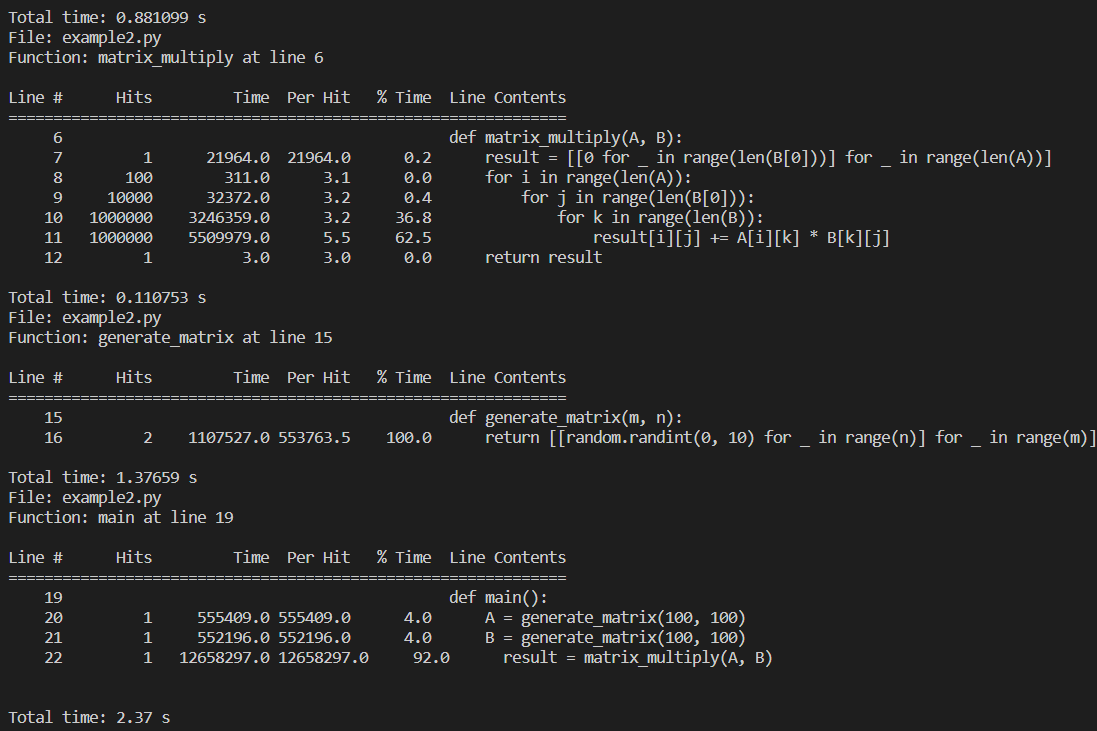 Total time: 0.881099 s
File: example2.py
Function: matrix_multiply at line 6

Line #      Hits         Time  Per Hit   % Time  Line Contents
==============================================================
     6                                           def matrix_multiply(A, B):
     7         1      21964.0  21964.0      0.2      result = [[0 for _ in range(len(B[0]))] for _ in range(len(A))]
     8       100        311.0      3.1      0.0      for i in range(len(A)):
     9     10000      32372.0      3.2      0.4          for j in range(len(B[0])):
    10   1000000    3246359.0      3.2     36.8              for k in range(len(B)):
    11   1000000    5509979.0      5.5     62.5                  result[i][j] += A[i][k] * B[k][j]
    12         1          3.0      3.0      0.0      return result

Total time: 0.110753 s
File: example2.py
Function: generate_matrix at line 15

Line #      Hits         Time  Per Hit   % Time  Line Contents
==============================================================
    15                                           def generate_matrix(m, n):
    16         2    1107527.0 553763.5    100.0      return [[random.randint(0, 10) for _ in range(n)] for _ in range(m)]

Total time: 1.37659 s
File: example2.py
Function: main at line 19

Line #      Hits         Time  Per Hit   % Time  Line Contents
==============================================================
    19                                           def main():
    20         1     555409.0 555409.0      4.0      A = generate_matrix(100, 100)
    21         1     552196.0 552196.0      4.0      B = generate_matrix(100, 100)
    22         1   12658297.0 12658297.0     92.0      result = matrix_multiply(A, B)

Total time: 2.37 s